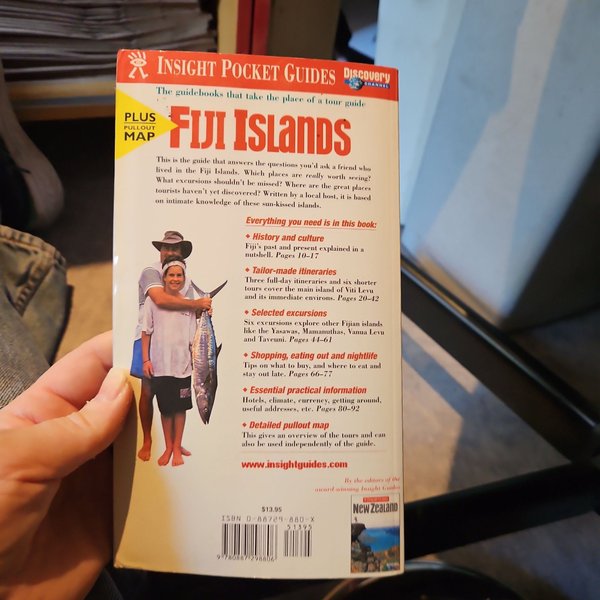 INSIGHT POCKET GUIDES
Discovery
CHANNEL
The guidebooks that take the place of a tour guide
PLUS
PULLOUT
MAP
FIJI ISLANDS
This is the guide that answers the questions you'd ask a friend who
lived in the Fiji Islands. Which places are really worth seeing?
What excursions shouldn't be missed? Where are the great places
tourists haven't yet discovered? Written by a local host, it is based
on intimate knowledge of these sun-kissed islands.
Everything you need is in this book:
History and culture
Fiji's past and present explained in a
nutshell. Pages 10–17
Tailor-made itineraries
Three full-day itineraries and six shorter
tours cover the main island of Viti Levu
and its immediate environs. Pages 20–42
Selected excursions
Six excursions explore other Fijian islands
like the Yasawas, Mamanuthas, Vanua Levu
and Taveuni. Pages 44–61
Shopping, eating out and nightlife
Tips on what to buy, and where to eat and
stay out late. Pages 66–77
Essential practical information
Hotels, climate, currency, getting around,
useful addresses, etc. Pages 80–92
Detailed pullout map
This gives an overview of the tours and can
also be used independently of the guide.
www.insightguides.com
By the editors of the
award-winning Insight Guides
$13.95
ISBN 0-88729-880-X
51395
9 780887 298806
New Zealand